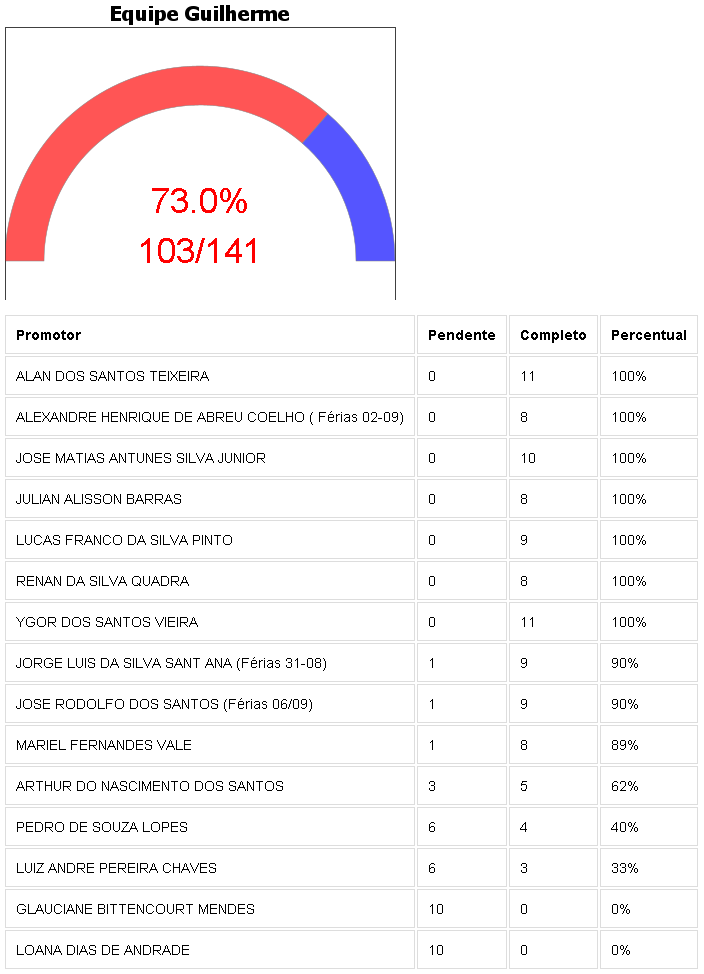 Equipe Guilherme
73.0%
103/141
Promotor Pendente Completo Percentual
ALAN DOS SANTOS TEIXEIRA 0 11 100%
ALEXANDRE HENRIQUE DE ABREU COELHO ( Férias 02-09) 0 8 100%
JOSE MATIAS ANTUNES SILVA JUNIOR 0 10 100%
JULIAN ALISSON BARRAS 0 8 100%
LUCAS FRANCO DA SILVA PINTO 0 9 100%
RENAN DA SILVA QUADRA 0 8 100%
YGOR DOS SANTOS VIEIRA 0 11 100%
JORGE LUIS DA SILVA SANT ANA (Férias 31-08) 1 9 90%
JOSE RODOLFO DOS SANTOS (Férias 06/09) 1 9 90%
MARIEL FERNANDES VALE 1 8 89%
ARTHUR DO NASCIMENTO DOS SANTOS 3 5 62%
PEDRO DE SOUZA LOPES 6 4 40%
LUIZ ANDRE PEREIRA CHAVES 6 3 33%
GLAUCIANE BITTENCOURT MENDES 10 0 0%
LOANA DIAS DE ANDRADE 10 0 0%